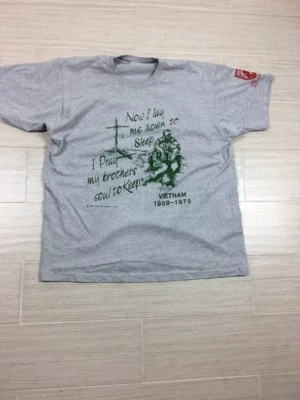 Now I lay
me down to
Sleep
I Pray
my brothers'
soul to Keep
VIETNAM
1959-1975